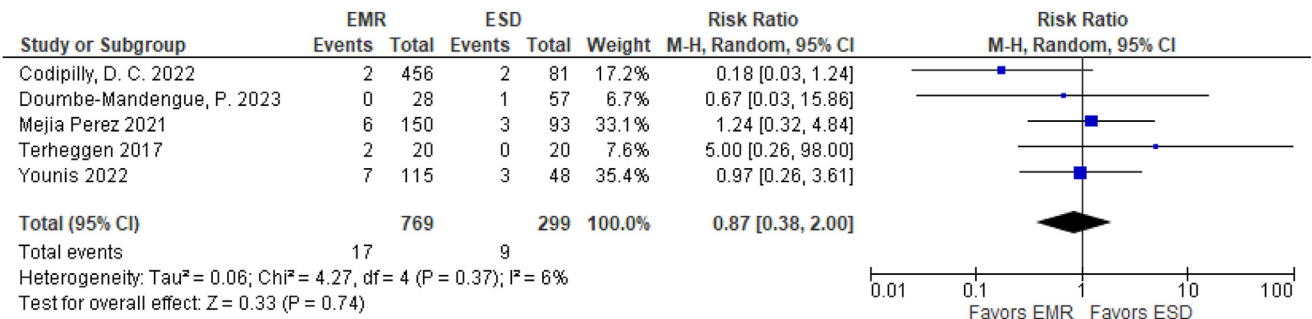 EMR ESD Risk Ratio Risk Ratio
Study or Subgroup Events Total Events Total Weight M-H, Random, 95% CI M-H, Random, 95% CI
Codipilly, D. C. 2022 2 456 2 81 17.2% 0.18 [0.03, 1.24]
Doumbe-Mandengue, P. 2023 0 28 1 57 6.7% 0.67 [0.03, 15.86]
Mejia Perez 2021 6 150 3 93 33.1% 1.24 [0.32, 4.84]
Terheggen 2017 2 20 0 20 7.6% 5.00 [0.26, 98.00]
Younis 2022 7 115 3 48 35.4% 0.97 [0.26, 3.61]
Total (95% CI) 769 299 100.0% 0.87 [0.38, 2.00]
Total events 17 9
Heterogeneity: Tau² = 0.06; Chi² = 4.27, df = 4 (P = 0.37); I² = 6%
Test for overall effect: Z = 0.33 (P = 0.74)
0.01 0.1 1 10 100
Favors EMR Favors ESD